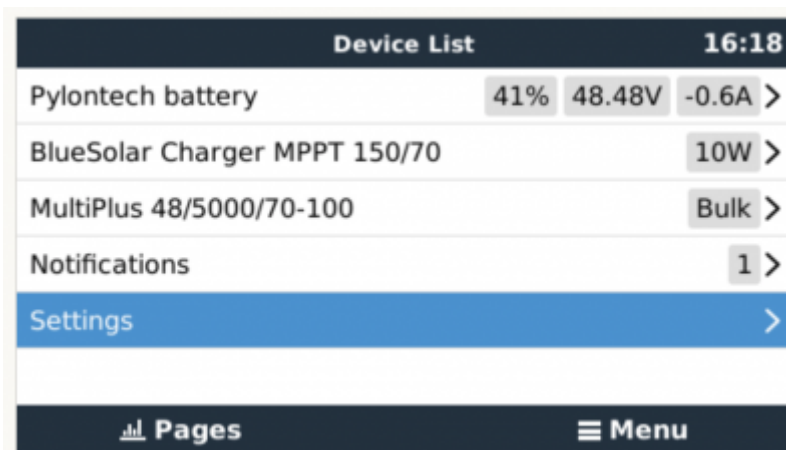 Device List 16:18
Pylontech battery 41% 48.48V -0.6A
BlueSolar Charger MPPT 150/70 10W
MultiPlus 48/5000/70-100 Bulk
Notifications 1
Settings
Pages Menu